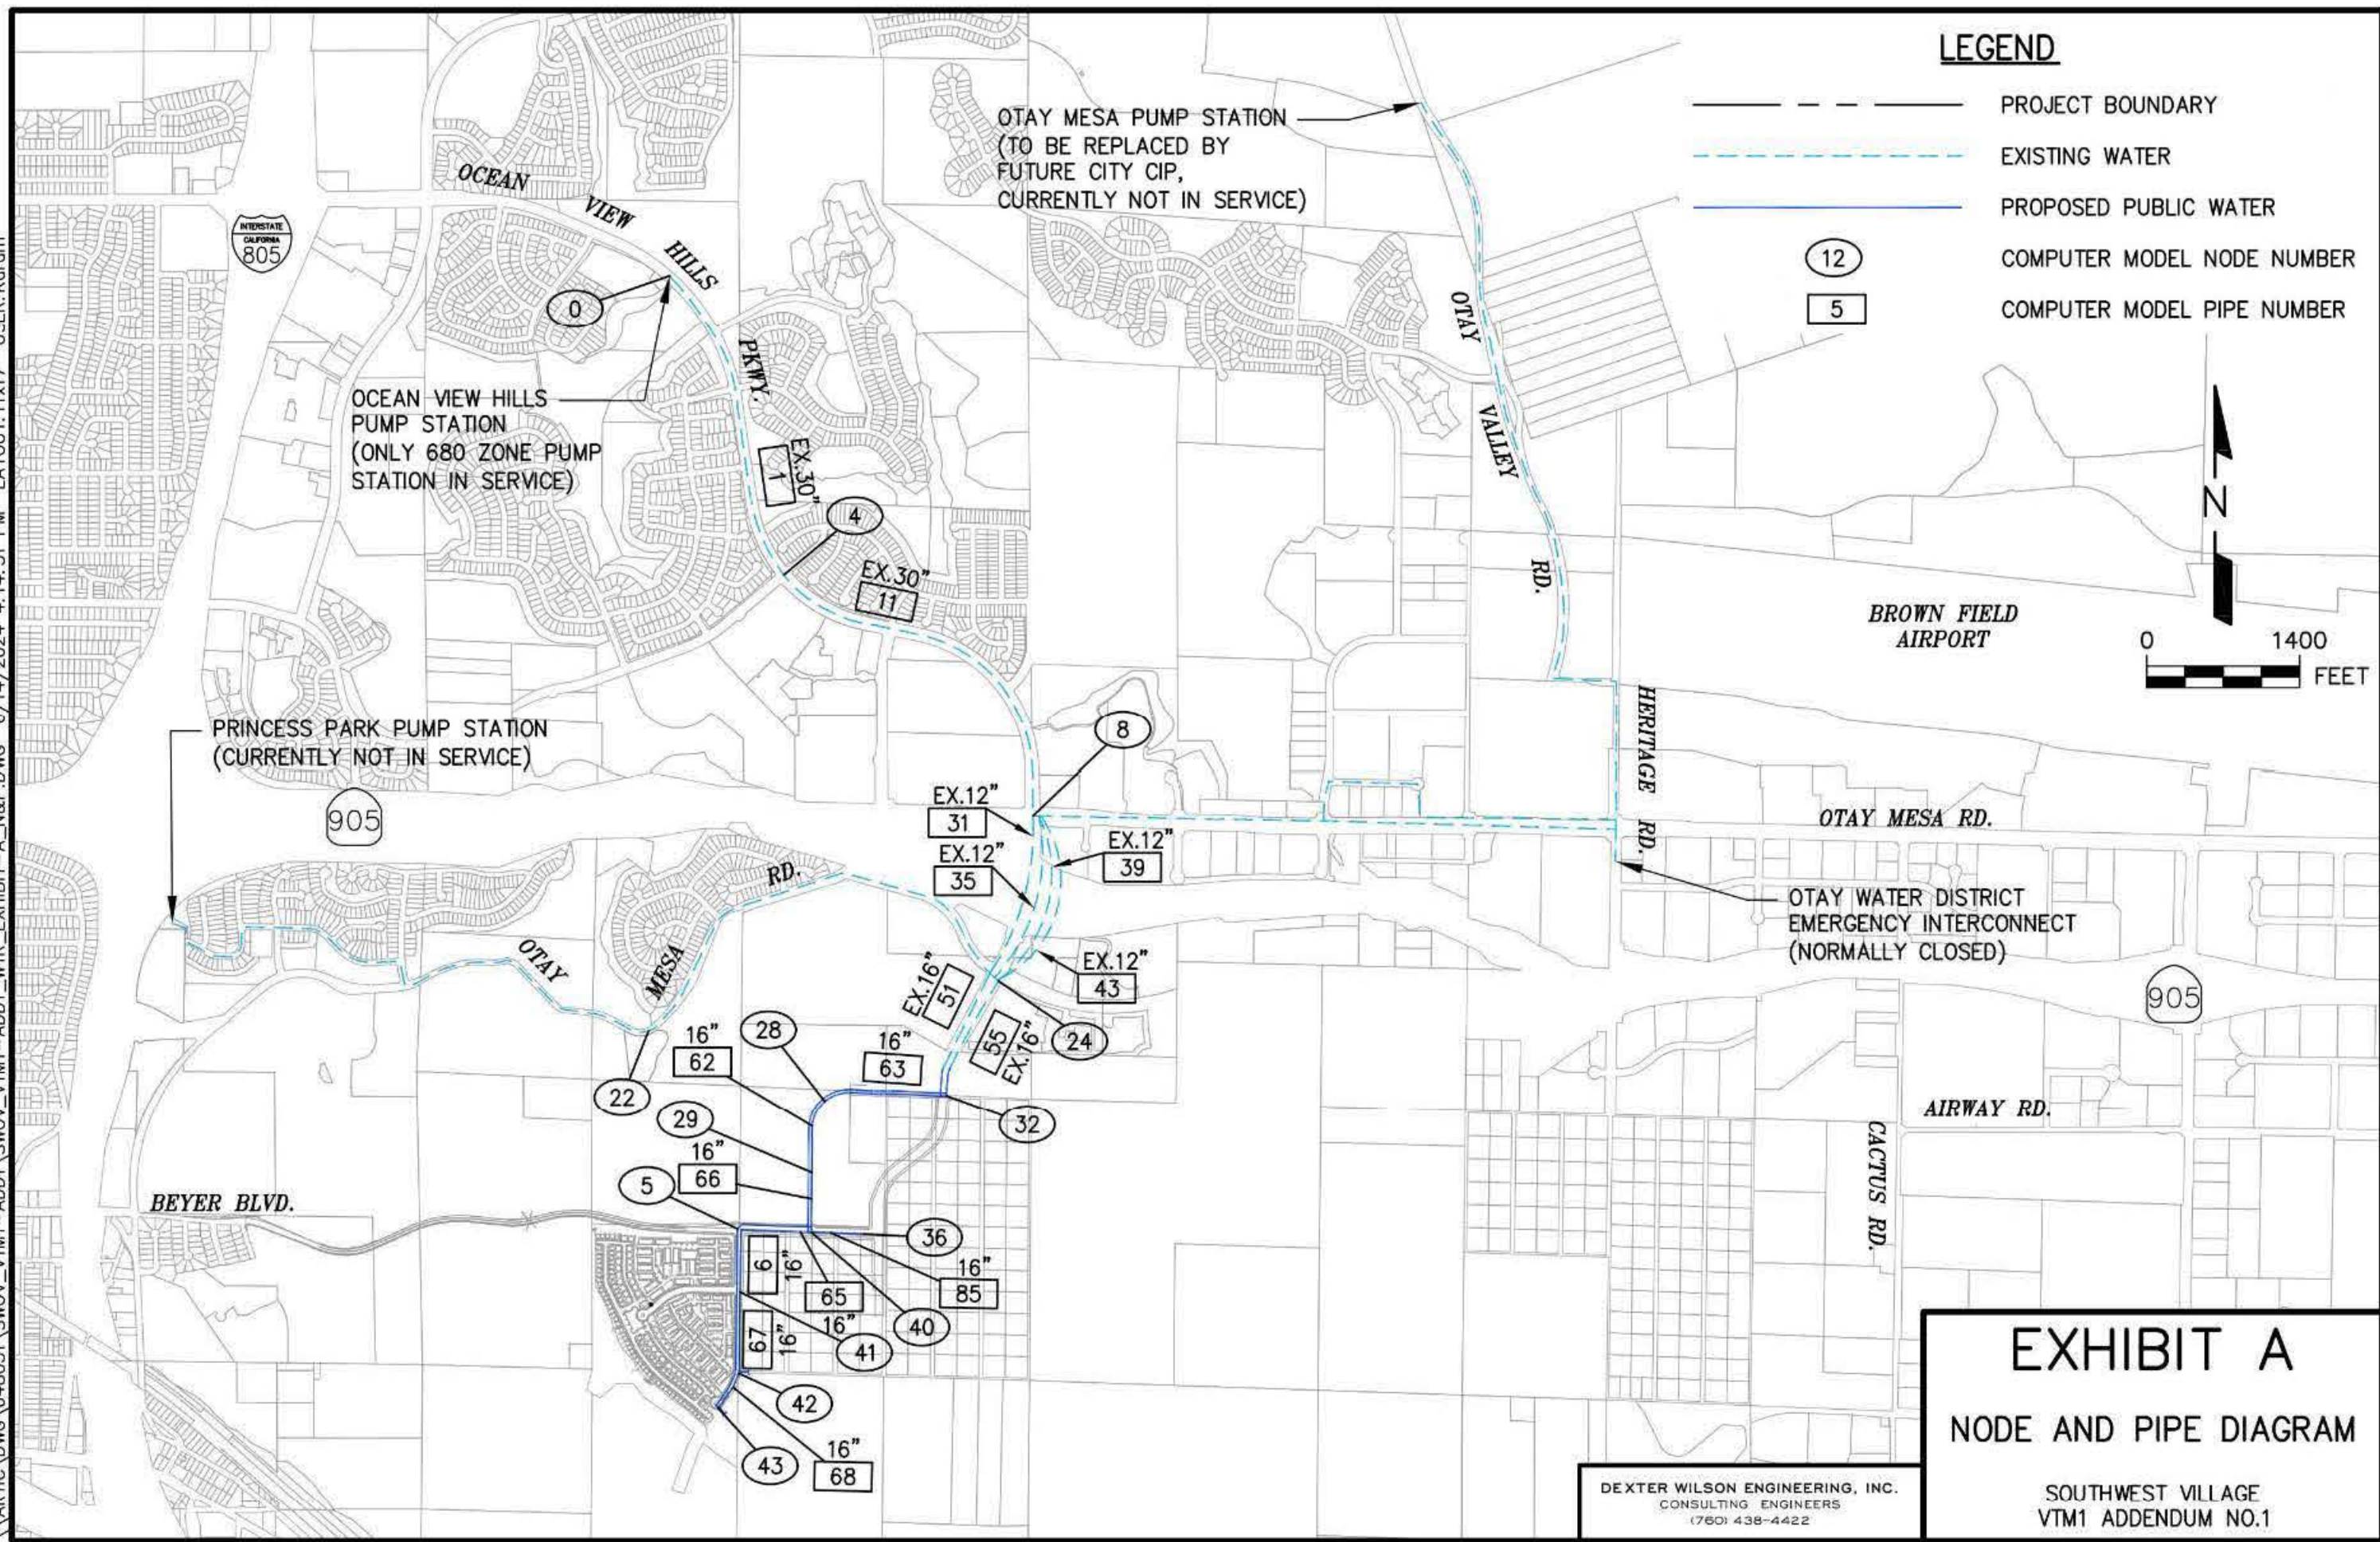 LEGEND
PROJECT BOUNDARY
EXISTING WATER
PROPOSED PUBLIC WATER
12
COMPUTER MODEL NODE NUMBER
5
COMPUTER MODEL PIPE NUMBER
OTAY MESA PUMP STATION
(TO BE REPLACED BY
FUTURE CITY CIP,
CURRENTLY NOT IN SERVICE)
OCEAN
VIEW
HILLS
PKWY.
INTERSTATE
CALIFORNIA
805
0
OCEAN VIEW HILLS
PUMP STATION
(ONLY 680 ZONE PUMP
STATION IN SERVICE)
1
EX.30"
4
EX.30"
11
OTAY
VALLEY
RD.
N
0
1400
FEET
BROWN FIELD
AIRPORT
PRINCESS PARK PUMP STATION
(CURRENTLY NOT IN SERVICE)
905
8
HERITAGE
RD.
EX.12"
31
OTAY MESA RD.
EX.12"
35
EX.12"
39
RD.
OTAY WATER DISTRICT
EMERGENCY INTERCONNECT
(NORMALLY CLOSED)
OTAY
MESA
EX.16"
51
EX.12"
43
905
55
EX.16"
24
16"
62
28
16"
63
22
32
29
16"
66
AIRWAY RD.
CACTUS RD.
5
BEYER BLVD.
36
6
16"
65
16"
16"
85
40
67
16"
41
42
43
16"
68
EXHIBIT A
NODE AND PIPE DIAGRAM
SOUTHWEST VILLAGE
VTM1 ADDENDUM NO.1
DEXTER WILSON ENGINEERING, INC.
CONSULTING ENGINEERS
(760) 438-4422